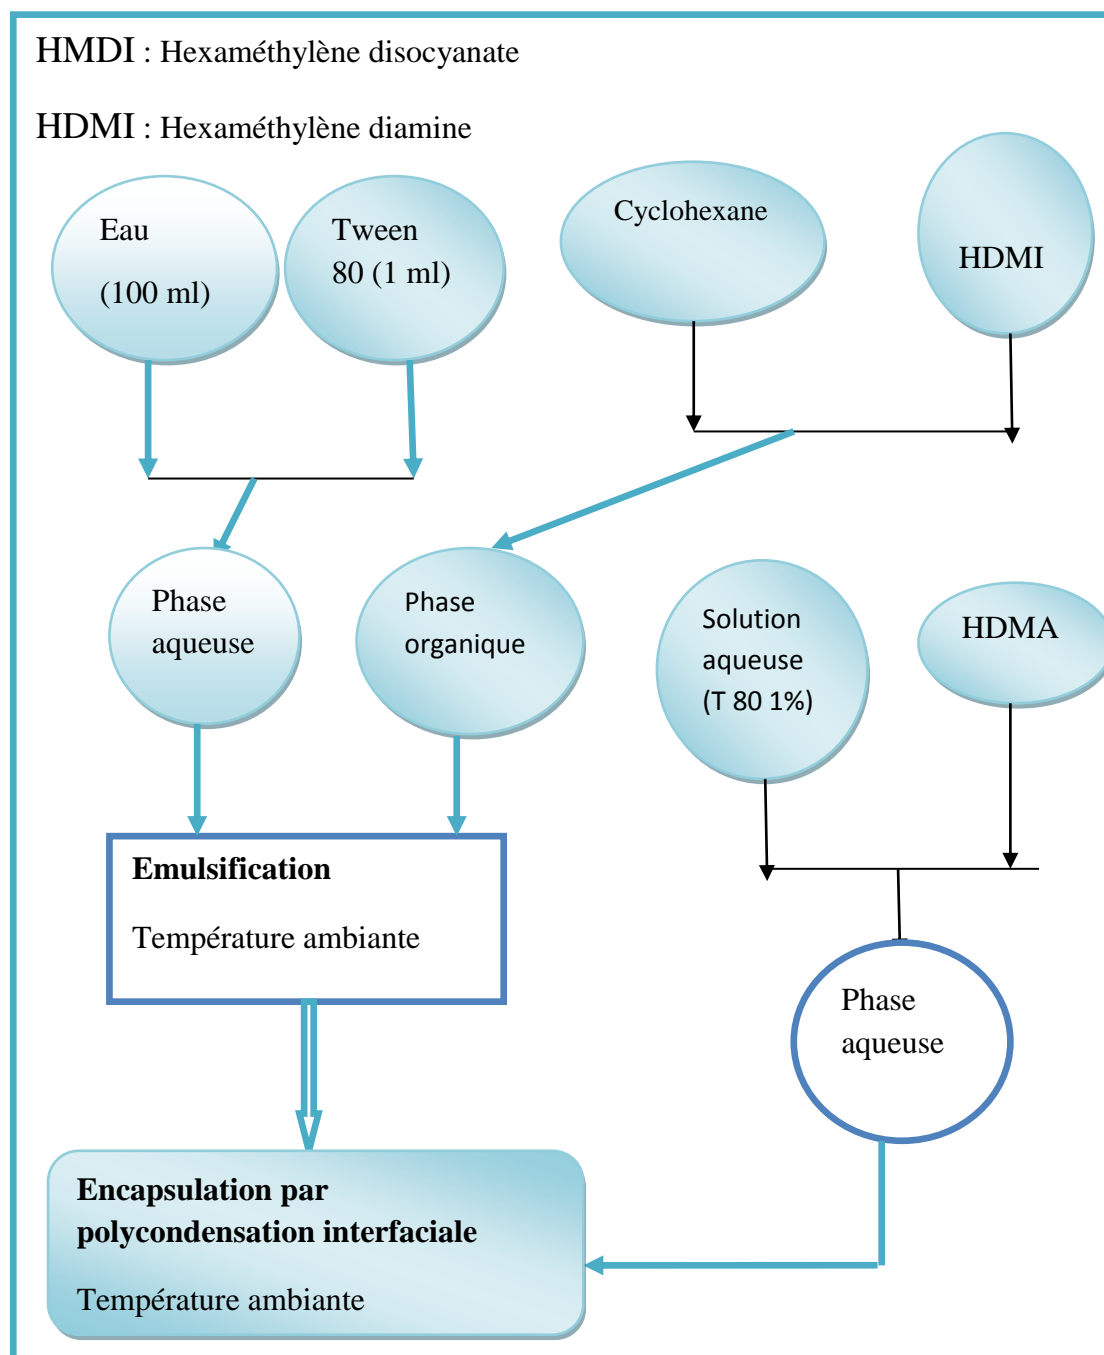 HMDI : Hexaméthylène disocyanate
HDMI : Hexaméthylène diamine
Eau
(100 ml)
Tween
80 (1 ml)
Cyclohexane
HDMI
Phase
aqueuse
Phase
organique
Solution
aqueuse
(T 80 1%)
HDMA
Emulsification
Température ambiante
Phase
aqueuse
Encapsulation par
polycondensation interfaciale
Température ambiante